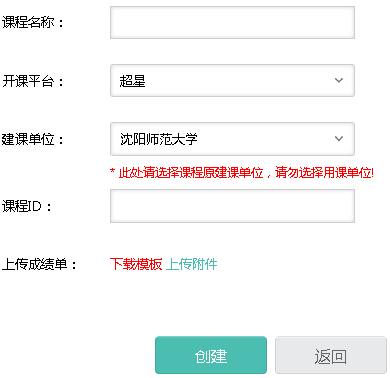 课程名称：
开课平台： 超星
建课单位： 沈阳师范大学
* 此处请选择课程原建课单位，请勿选择用课单位!
课程ID：
上传成绩单： 下载模板 上传附件
创建 返回